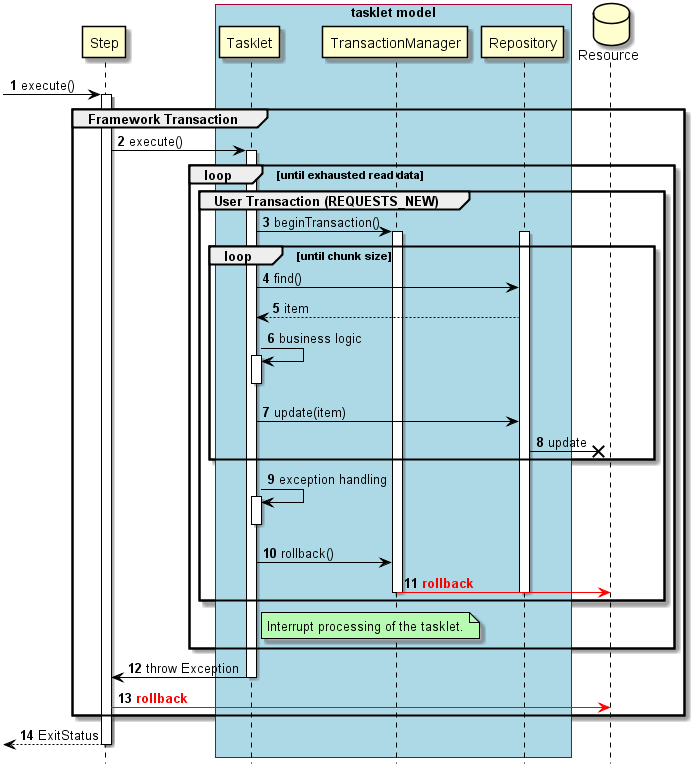 tasklet model
Step
Tasklet
TransactionManager
Repository
Resource
1 execute()
Framework Transaction
2 execute()
loop [until exhausted read data]
User Transaction (REQUESTS_NEW)
3 beginTransaction()
loop [until chunk size]
4 find()
5 item
6 business logic
7 update(item)
8 update
9 exception handling
10 rollback()
11 rollback
Interrupt processing of the tasklet.
12 throw Exception
13 rollback
14 ExitStatus